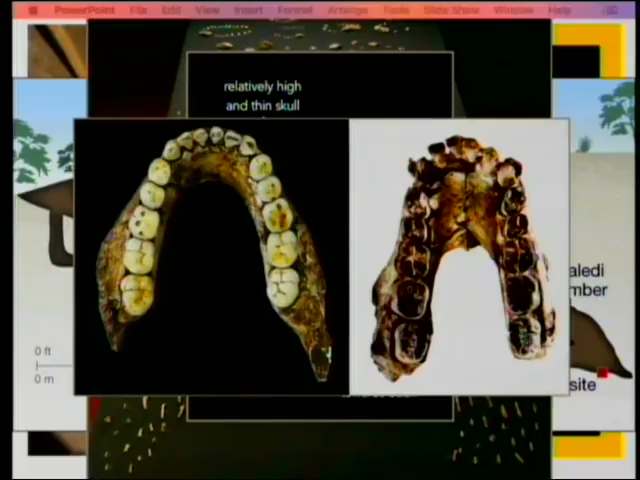 PowerPoint File Edit View Insert Format Arrange Tools Slide Show Window Help
relatively high
and thin skull
aledi
mber
0 ft
0 m
site